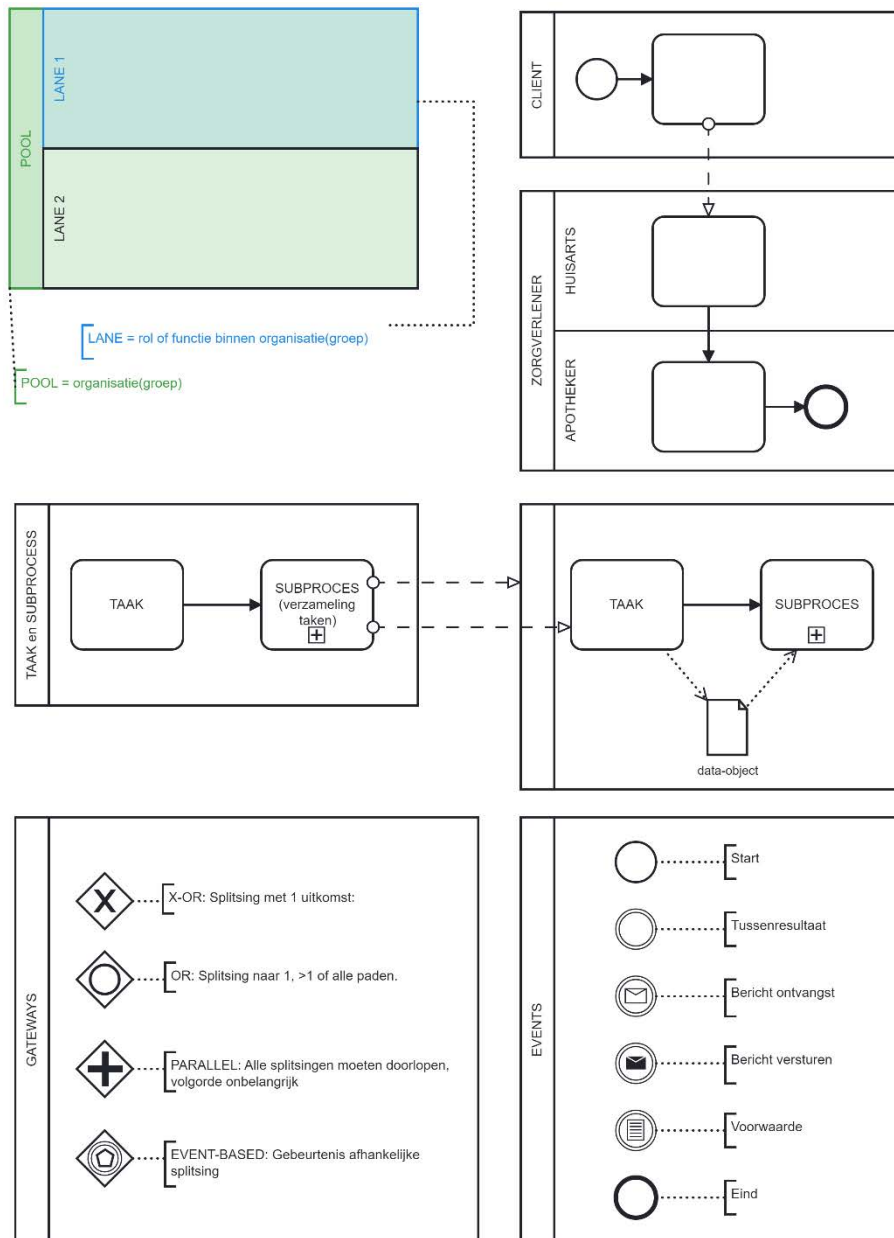 POOL
LANE 1
LANE 2
LANE = rol of functie binnen organisatie(groep)
POOL = organisatie(groep)
CLIENT
ZORGVERLENER
HUISARTS
APOTHEKER
TAAK en SUBPROCESS
TAAK
SUBPROCES
(verzameling
taken)
TAAK
SUBPROCES
data-object
GATEWAYS
X-OR: Splitsing met 1 uitkomst:
OR: Splitsing naar 1, >1 of alle paden.
PARALLEL: Alle splitsingen moeten doorlopen,
volgorde onbelangrijk
EVENT-BASED: Gebeurtenis afhankelijke
splitsing
EVENTS
Start
Tussenresultaat
Bericht ontvangst
Bericht versturen
Voorwaarde
Eind